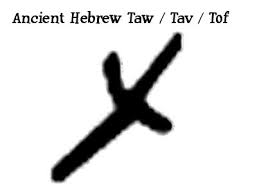 Ancient Hebrew Taw / Tav / Tof
𐤕